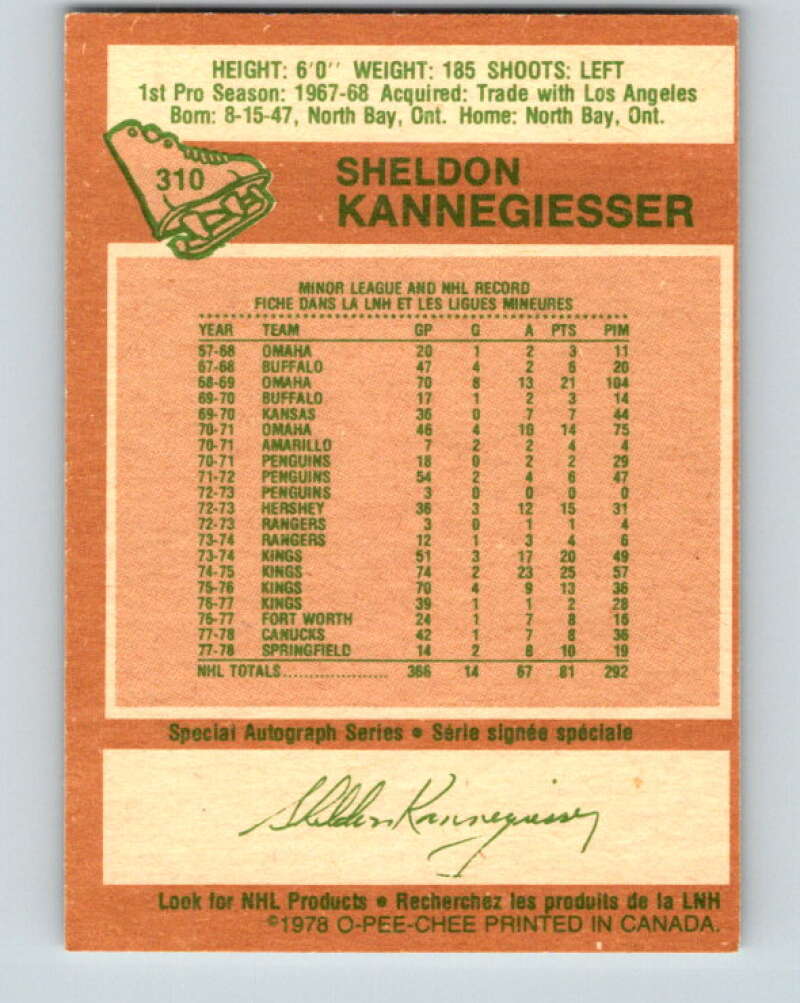 HEIGHT: 6'0" WEIGHT: 185 SHOOTS: LEFT
1st Pro Season: 1967-68 Acquired: Trade with Los Angeles
Born: 8-15-47, North Bay, Ont. Home: North Bay, Ont.
310
SHELDON
KANNEGIESSER
MINOR LEAGUE AND NHL RECORD
FICHE DANS LA LNH ET LES LIGUES MINEURES
YEAR TEAM GP G A PTS PIM
67-68 OMAHA 20 1 2 3 11
67-68 BUFFALO 47 4 2 6 20
68-69 OMAHA 70 8 13 21 104
69-70 BUFFALO 17 1 2 3 14
69-70 KANSAS 36 0 7 7 44
70-71 OMAHA 46 4 10 14 75
70-71 AMARILLO 7 2 2 4 4
70-71 PENGUINS 18 0 2 2 29
71-72 PENGUINS 54 2 4 6 47
72-73 PENGUINS 3 0 0 0 0
72-73 HERSHEY 36 3 12 15 31
72-73 RANGERS 3 0 1 1 4
73-74 RANGERS 12 1 3 4 6
73-74 KINGS 51 3 17 20 49
74-75 KINGS 74 2 23 25 57
75-76 KINGS 70 4 9 13 36
76-77 KINGS 39 1 1 2 28
76-77 FORT WORTH 24 1 7 8 15
77-78 CANUCKS 42 1 7 8 36
77-78 SPRINGFIELD 14 2 8 10 19
NHL TOTALS..................... 366 14 67 81 292
Special Autograph Series • Série signée spéciale
Sheldon Kannegiesser
Look for NHL Products • Recherchez les produits de la LNH
©1978 O-PEE-CHEE PRINTED IN CANADA.